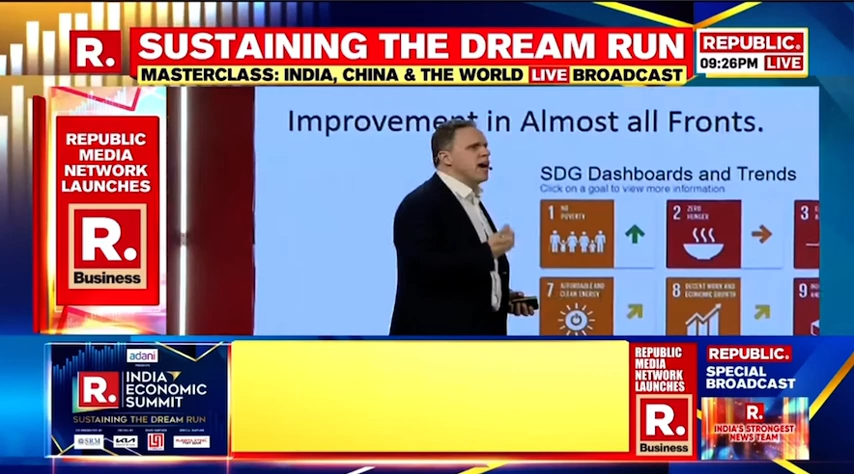 R.
SUSTAINING THE DREAM RUN
MASTERCLASS: INDIA, CHINA & THE WORLD LIVE BROADCAST
REPUBLIC.
09:26PM LIVE
REPUBLIC
MEDIA
NETWORK
LAUNCHES
R.
Business
Improvement in Almost all Fronts.
SDG Dashboards and Trends
Click on a goal to view more information
1 NO POVERTY
2 ZERO HUNGER
3
7 AFFORDABLE AND CLEAN ENERGY
8 DECENT WORK AND ECONOMIC GROWTH
9
adani
R. INDIA
ECONOMIC
SUMMIT
SUSTAINING THE DREAM RUN
SRM
KIA
REPUBLIC
MEDIA
NETWORK
LAUNCHES
R.
Business
REPUBLIC.
SPECIAL
BROADCAST
R.
INDIA'S STRONGEST
NEWS TEAM